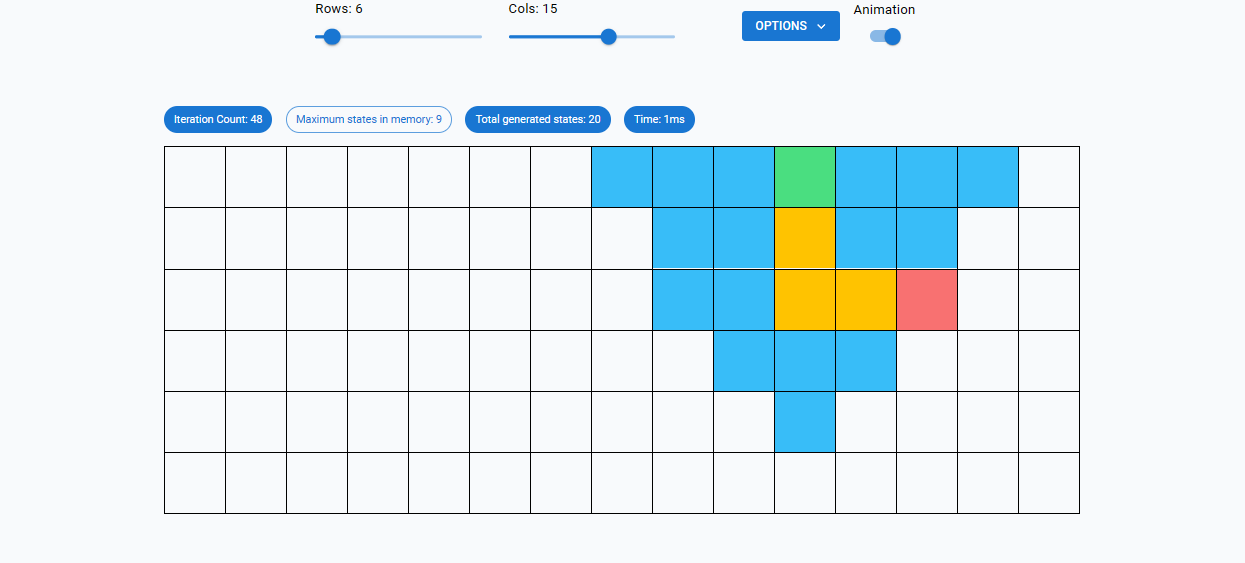 Rows: 6
Cols: 15
OPTIONS
Animation
Iteration Count: 48
Maximum states in memory: 9
Total generated states: 20
Time: 1ms